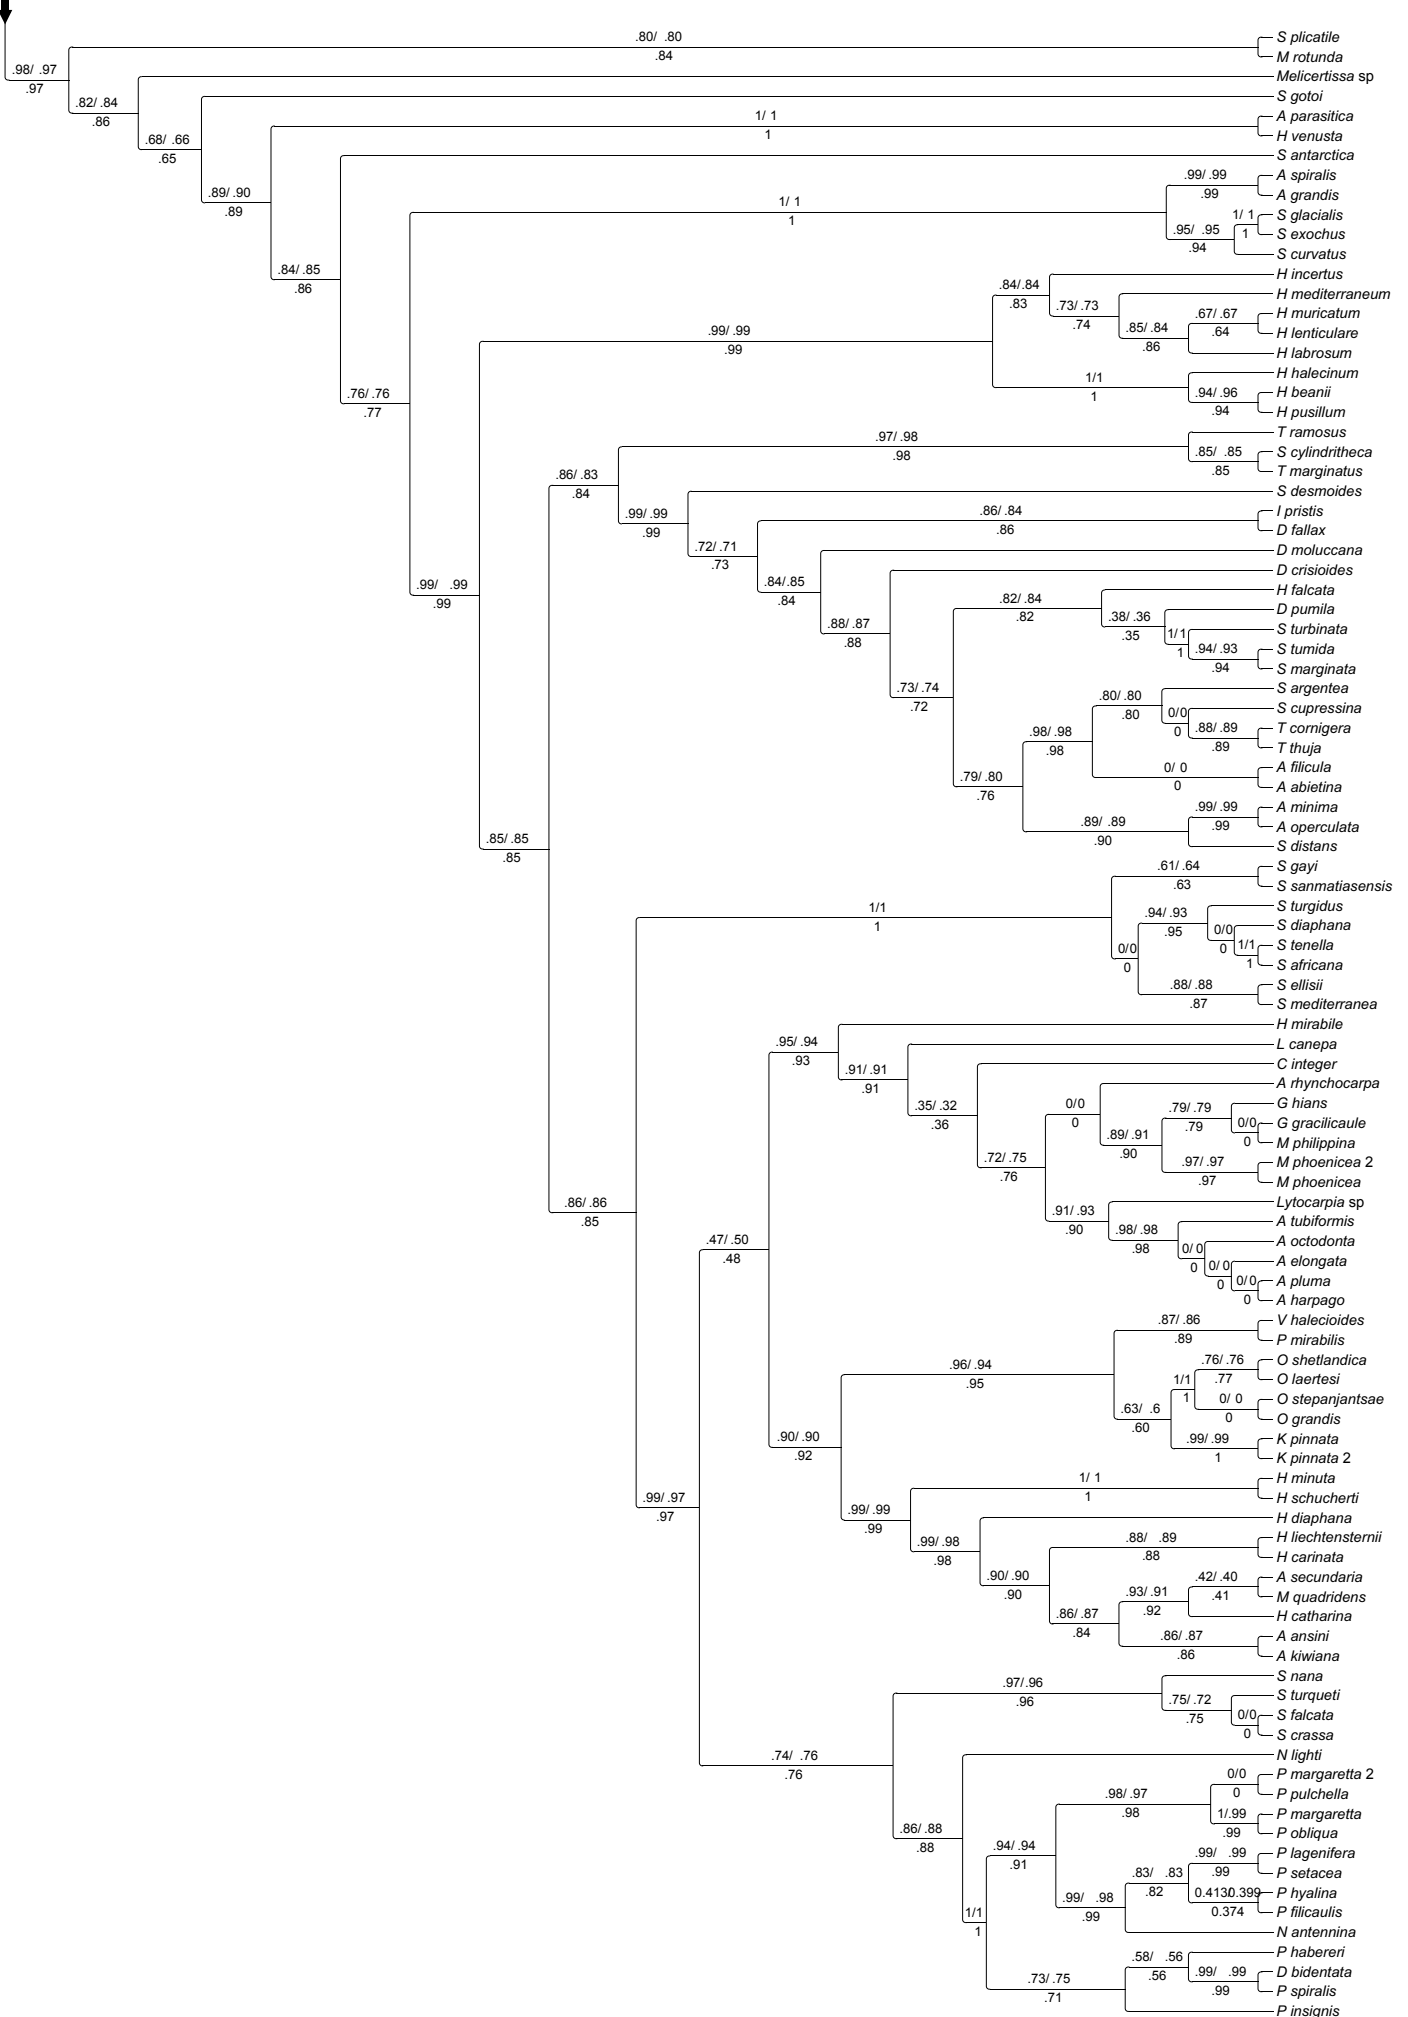 .80/ .80
S plicatile
.84
M rotunda
.98/ .97
.97
Melicertissa sp
.82/ .84
.86
S gotoi
1/ 1
A parasitica
1
H venusta
.68/ .66
.65
S antarctica
.99/ .99
A spiralis
.99
A grandis
.89/ .90
.89
1/ 1
1
1/ 1
S glacialis
1
S exochus
.95/ .95
.94
S curvatus
.84/ .85
.86
H incertus
.84/.84
.83
H mediterraneum
.73/ .73
.74
.67/ .67
H muricatum
.64
H lenticulare
.85/ .84
.86
H labrosum
.99/ .99
.99
H halecinum
1/1
1
.94/ .96
H beanii
.94
H pusillum
.76/ .76
.77
T ramosus
.97/ .98
.98
.85/ .85
S cylindritheca
.85
T marginatus
.86/ .83
.84
S desmoides
.99/ .99
.99
.86/ .84
I pristis
.86
D fallax
.72/ .71
.73
D moluccana
.84/.85
.84
D crisioides
.99/ .99
.99
H falcata
.82/ .84
.82
D pumila
.38/ .36
.35
.88/ .87
.88
S turbinata
1/ 1
1
.94/ .93
S tumida
.94
S marginata
.73/ .74
.72
S argentea
.80/ .80
.80
S cupressina
0/0
0
.88/ .89
T cornigera
.89
T thuja
.98/ .98
.98
0/ 0
A filicula
0
A abietina
.79/ .80
.76
.99/ .99
A minima
.99
A operculata
.89/ .89
.90
S distans
.85/ .85
.85
.61/ .64
S gayi
.63
S sanmatiasensis
1/1
1
S turgidus
.94/ .93
.95
S diaphana
0/0
0
1/1
S tenella
1
S africana
0/0
0
.88/ .88
S ellisii
.87
S mediterranea
H mirabile
.95/ .94
.93
L canepa
.91/ .91
.91
C integer
A rhynchocarpa
.35/ .32
.36
0/0
0
.79/ .79
G hians
.79
0/0
G gracilicaule
0
M philippina
.89/ .91
.90
.97/ .97
M phoenicea 2
.97
M phoenicea
.72/ .75
.76
Lytocarpia sp
.91/ .93
.90
A tubiformis
.98/ .98
.98
A octodonta
0/ 0
0
A elongata
0/ 0
0
0/0
A pluma
0
A harpago
.86/ .86
.85
.47/ .50
.48
.87/ .86
V halecioides
.89
P mirabilis
.96/ .94
.95
.76/ .76
O shetlandica
.77
O laertesi
1/1
1
0/ 0
O stepanjantsae
0
O grandis
.63/ .6
.60
.99/ .99
K pinnata
1
K pinnata 2
.90/ .90
.92
1/ 1
H minuta
1
H schucherti
.99/ .97
.97
.99/ .99
.99
H diaphana
.99/ .98
.98
.88/ .89
H liechtensternii
.88
H carinata
.90/ .90
.90
.42/ .40
A secundaria
.41
M quadridens
.93/ .91
.92
H catharina
.86/ .87
.84
.86/ .87
A ansini
.86
A kiwiana
S nana
.97/ .96
.96
S turqueti
.75/ .72
.75
0/0
S falcata
0
S crassa
.74/ .76
.76
N lighti
0/0
P margaretta 2
0
P pulchella
.98/ .97
.98
1/.99
P margaretta
.99
P obliqua
.86/ .88
.88
.94/ .94
.91
.99/ .99
P lagenifera
.99
P setacea
.83/ .83
.82
0.413/0.399
P hyalina
0.374
P filicaulis
.99/ .98
.99
N antennina
1/1
1
P habereri
.58/ .56
.56
.99/ .99
D bidentata
.99
P spiralis
.73/ .75
.71
P insignis